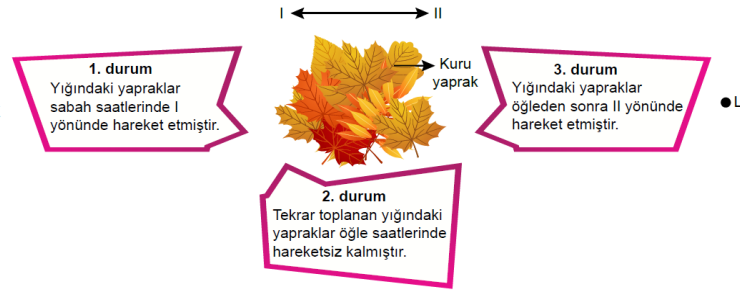 I II
1. durum
Yığındaki yapraklar
sabah saatlerinde I
yönünde hareket etmiştir.
Kuru
yaprak
3. durum
Yığındaki yapraklar
öğleden sonra II yönünde
hareket etmiştir.
L
2. durum
Tekrar toplanan yığındaki
yapraklar öğle saatlerinde
hareketsiz kalmıştır.